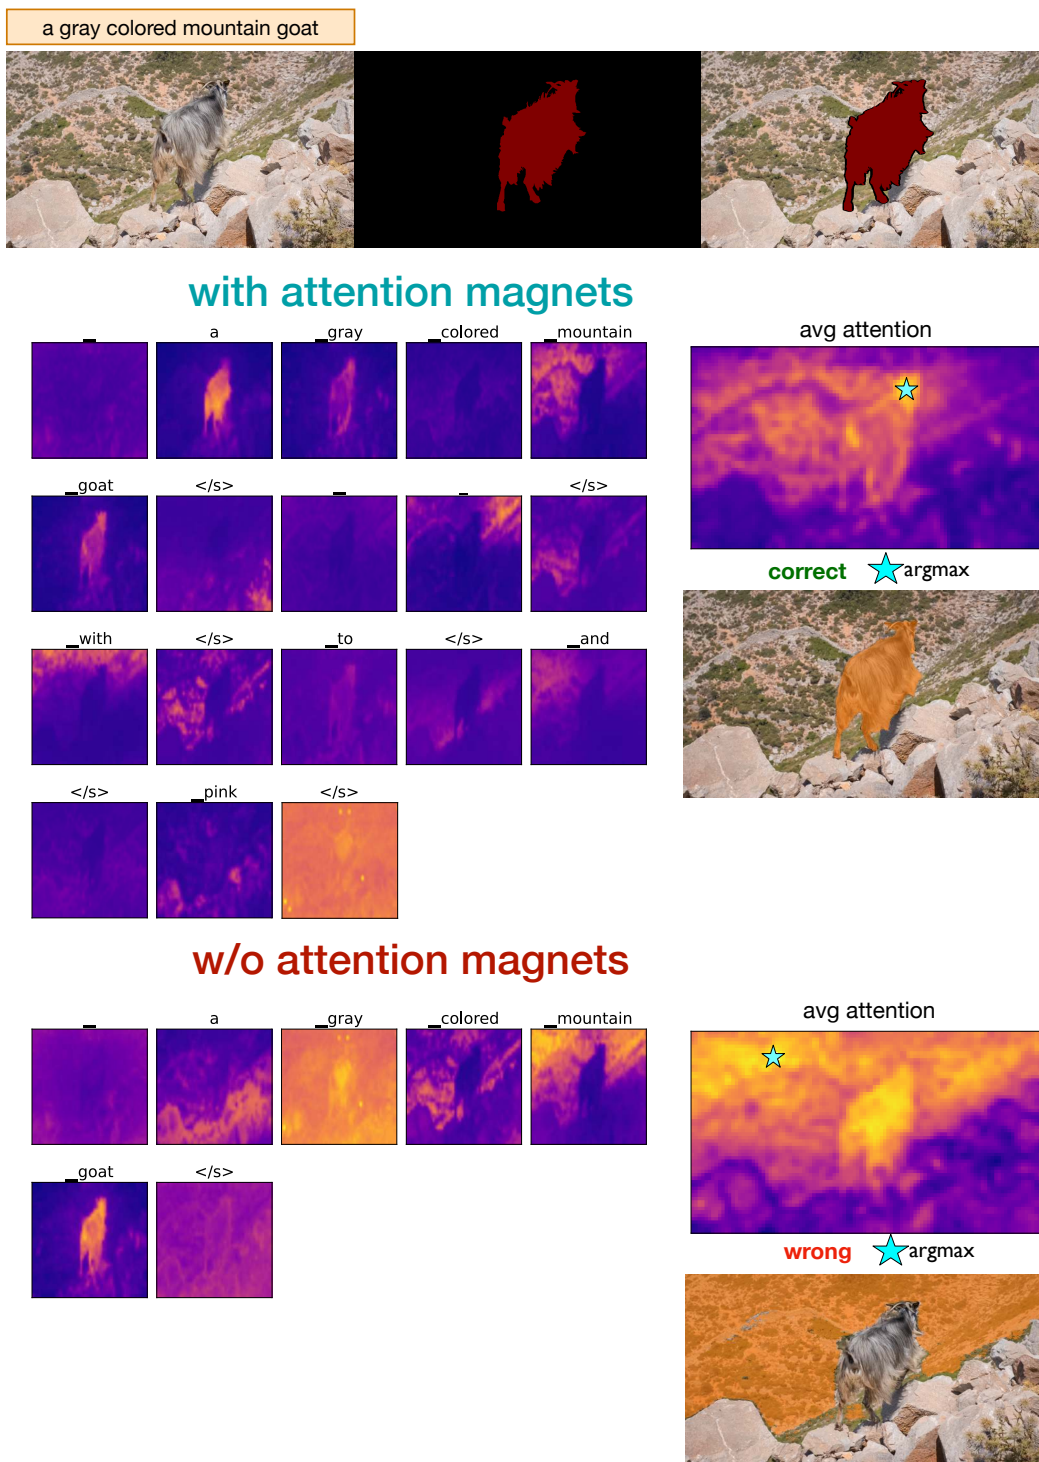 a gray colored mountain goat
with attention magnets
_ a _gray _colored _mountain
avg attention
_goat </s> _ _ </s>
correct argmax
_with </s> _to </s> _and
</s> _pink </s>
w/o attention magnets
_ a _gray _colored _mountain
avg attention
_goat </s>
wrong argmax